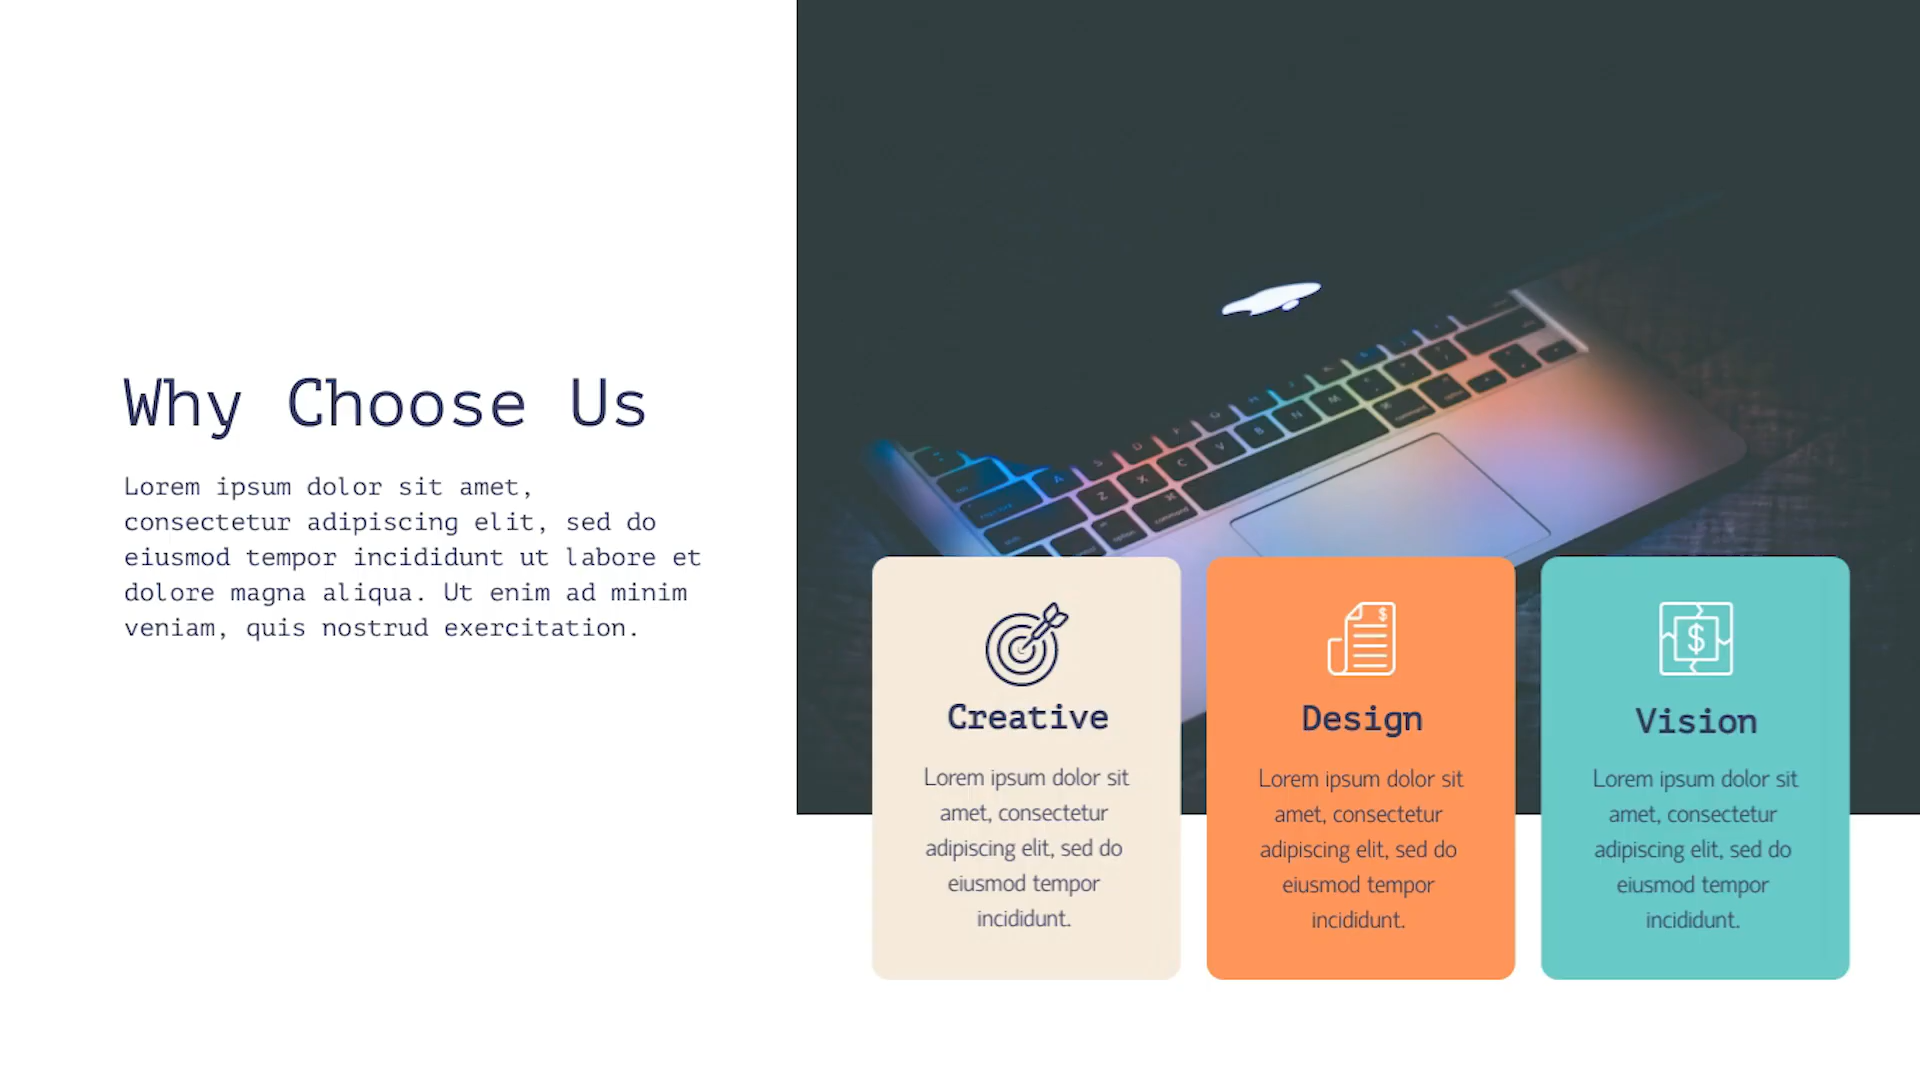 Why Choose Us
Lorem ipsum dolor sit amet,
consectetur adipiscing elit, sed do
eiusmod tempor incididunt ut labore et
dolore magna aliqua. Ut enim ad minim
veniam, quis nostrud exercitation.
Creative
Lorem ipsum dolor sit
amet, consectetur
adipiscing elit, sed do
eiusmod tempor
incididunt.
Design
Lorem ipsum dolor sit
amet, consectetur
adipiscing elit, sed do
eiusmod tempor
incididunt.
Vision
Lorem ipsum dolor sit
amet, consectetur
adipiscing elit, sed do
eiusmod tempor
incididunt.
A S D F G H
Z X C V B N M
option command command